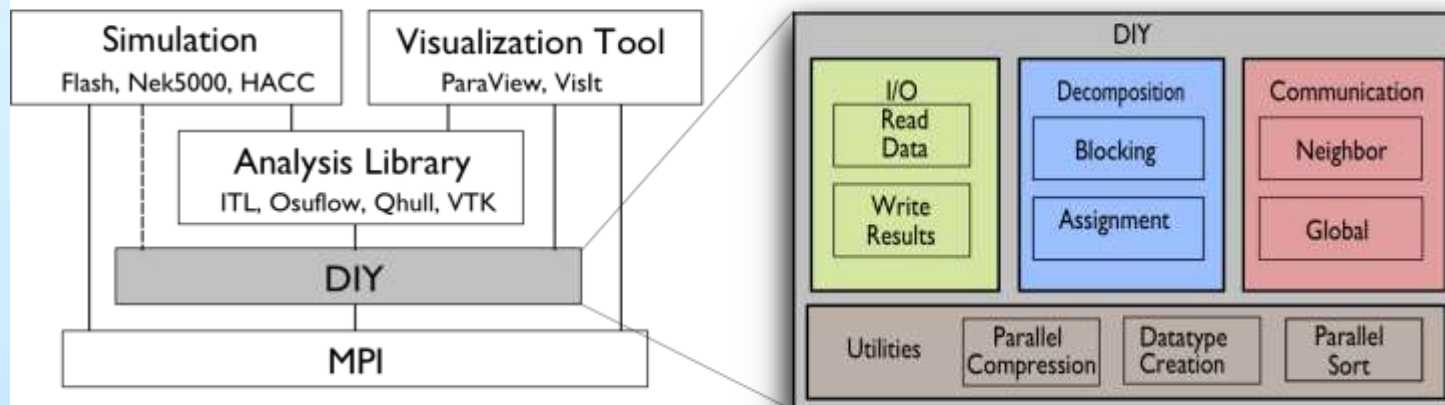 Simulation
Flash, Nek5000, HACC
Visualization Tool
ParaView, VisIt
Analysis Library
ITL, Osuflow, Qhull, VTK
DIY
MPI
DIY
I/O
Read
Data
Write
Results
Decomposition
Blocking
Assignment
Communication
Neighbor
Global
Utilities
Parallel
Compression
Datatype
Creation
Parallel
Sort